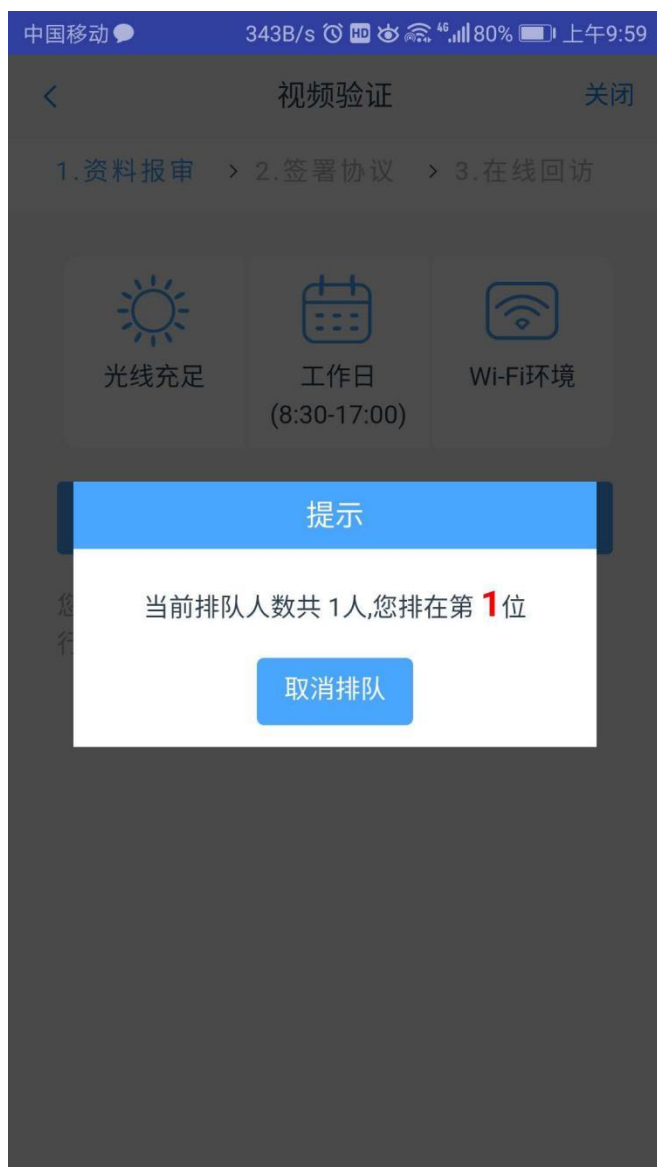 中国移动 343B/s HD 4G 80% 上午9:59
视频验证 关闭
1.资料报审 > 2.签署协议 > 3.在线回访
光线充足 工作日 Wi-Fi环境
(8:30-17:00)
提示
您
当前排队人数共 1人,您排在第 1位
行
取消排队